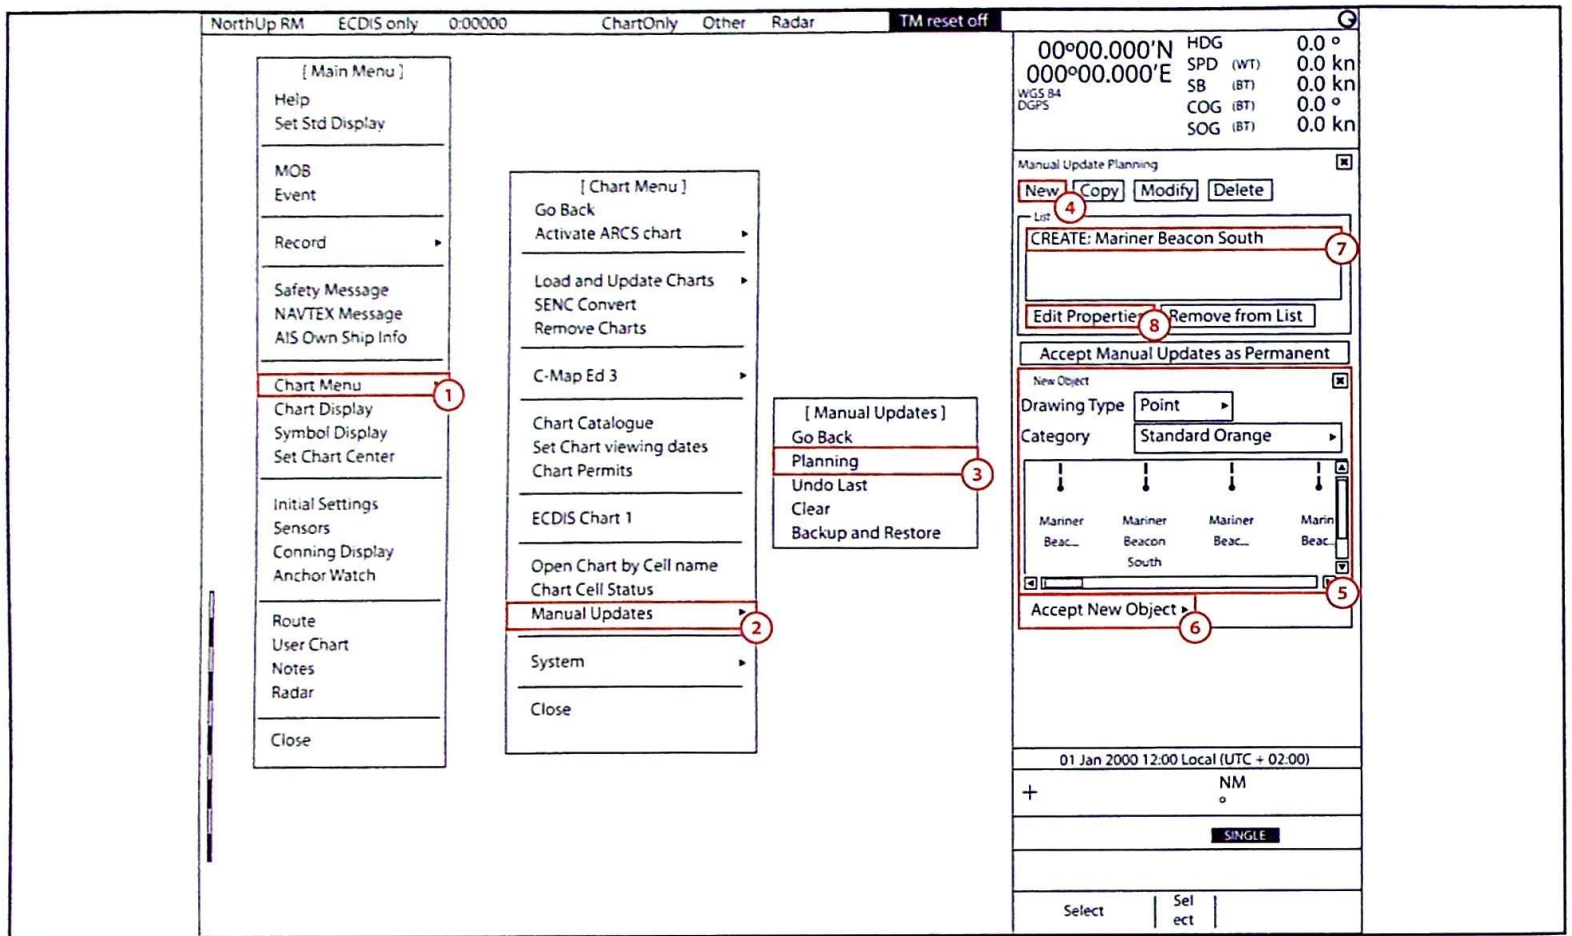 NorthUp RM ECDIS only 0:00000 ChartOnly Other Radar TM reset off
[ Main Menu ]
Help
Set Std Display
MOB
Event
Record
Safety Message
NAVTEX Message
AIS Own Ship Info
Chart Menu
1
Chart Display
Symbol Display
Set Chart Center
Initial Settings
Sensors
Conning Display
Anchor Watch
Route
User Chart
Notes
Radar
Close
[ Chart Menu ]
Go Back
Activate ARCS chart
Load and Update Charts
SENC Convert
Remove Charts
C-Map Ed 3
Chart Catalogue
Set Chart viewing dates
Chart Permits
ECDIS Chart 1
Open Chart by Cell name
Chart Cell Status
Manual Updates
2
System
Close
[ Manual Updates ]
Go Back
Planning
3
Undo Last
Clear
Backup and Restore
00°00.000'N
000°00.000'E
WGS 84
DGPS
HDG 0.0 °
SPD (WT) 0.0 kn
SB (BT) 0.0 kn
COG (BT) 0.0 °
SOG (BT) 0.0 kn
Manual Update Planning
New Copy Modify Delete
4
List
CREATE: Mariner Beacon South
7
Edit Propertie Remove from List
8
Accept Manual Updates as Permanent
New Object
Drawing Type Point
Category Standard Orange
Mariner Mariner Mariner Marin
Beac... Beacon Beac... Beac..
South
5
Accept New Object
6
01 Jan 2000 12:00 Local (UTC + 02:00)
+ NM
°
SINGLE
Select Sel
ect